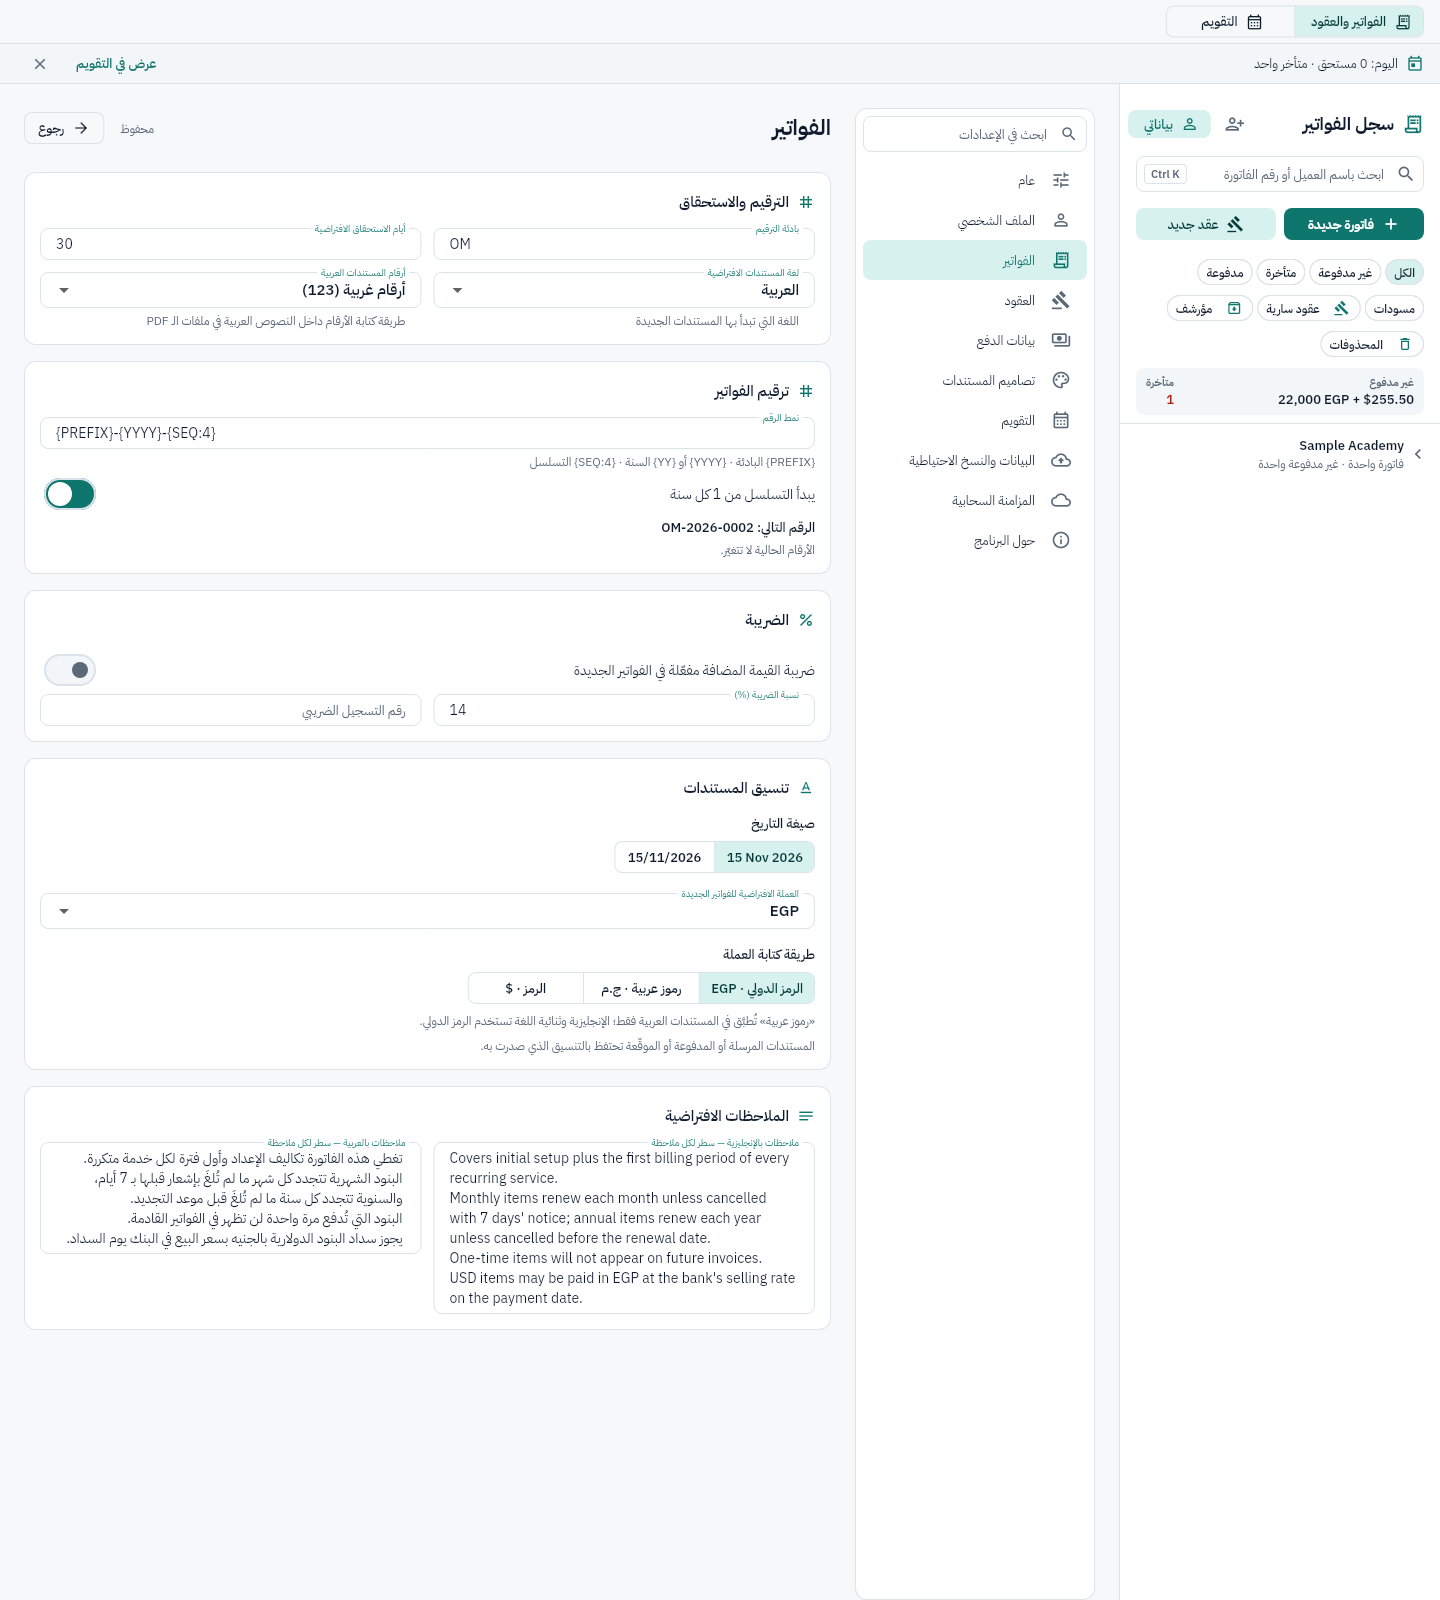 الفواتير والعقود
التقويم
اليوم: 0 مستحق · متأخر واحد
عرض في التقويم
سجل الفواتير
بياناتي
ابحث باسم العميل أو رقم الفاتورة
Ctrl K
فاتورة جديدة
عقد جديد
الكل
غير مدفوعة
متأخرة
مدفوعة
مسودات
عقود سارية
مؤرشف
المحذوفات
غير مدفوع
متأخرة
22,000 EGP + $255.50
1
Sample Academy
فاتورة واحدة · غير مدفوعة واحدة
ابحث في الإعدادات
عام
الملف الشخصي
الفواتير
العقود
بيانات الدفع
تصاميم المستندات
التقويم
البيانات والنسخ الاحتياطية
المزامنة السحابية
حول البرنامج
الفواتير
محفوظ
رجوع
الترقيم والاستحقاق
بادئة الترقيم
OM
أيام الاستحقاق الافتراضية
30
لغة المستندات الافتراضية
العربية
اللغة التي تبدأ بها المستندات الجديدة
أرقام المستندات العربية
أرقام غربية (123)
طريقة كتابة الأرقام داخل النصوص العربية في ملفات الـ PDF
ترقيم الفواتير
نمط الرقم
{PREFIX}-{YYYY}-{SEQ:4}
{PREFIX} البادئة · {YYYY} أو {YY} السنة · {SEQ:4} التسلسل
يبدأ التسلسل من 1 كل سنة
الرقم التالي: OM-2026-0002
الأرقام الحالية لا تتغيّر.
الضريبة
ضريبة القيمة المضافة مفعّلة في الفواتير الجديدة
نسبة الضريبة (%)
14
رقم التسجيل الضريبي
تنسيق المستندات
صيغة التاريخ
15 Nov 2026
15/11/2026
العملة الافتراضية للفواتير الجديدة
EGP
طريقة كتابة العملة
الرمز الدولي · EGP
رموز عربية · ج.م
الرمز · $
«رموز عربية» تُطبَّق في المستندات العربية فقط؛ الإنجليزية وثنائية اللغة تستخدم الرمز الدولي.
المستندات المرسلة أو المدفوعة أو الموقّعة تحتفظ بالتنسيق الذي صدرت به.
الملاحظات الافتراضية
ملاحظات بالإنجليزية — سطر لكل ملاحظة
Covers initial setup plus the first billing period of every
recurring service.
Monthly items renew each month unless cancelled
with 7 days' notice; annual items renew each year
unless cancelled before the renewal date.
One-time items will not appear on future invoices.
USD items may be paid in EGP at the bank's selling rate
on the payment date.
ملاحظات بالعربية — سطر لكل ملاحظة
تغطي هذه الفاتورة تكاليف الإعداد وأول فترة لكل خدمة متكررة.
البنود الشهرية تتجدد كل شهر ما لم تُلغَ بإشعار قبلها بـ 7 أيام،
والسنوية تتجدد كل سنة ما لم تُلغَ قبل موعد التجديد.
البنود التي تُدفع مرة واحدة لن تظهر في الفواتير القادمة.
يجوز سداد البنود الدولارية بالجنيه بسعر البيع في البنك يوم السداد.